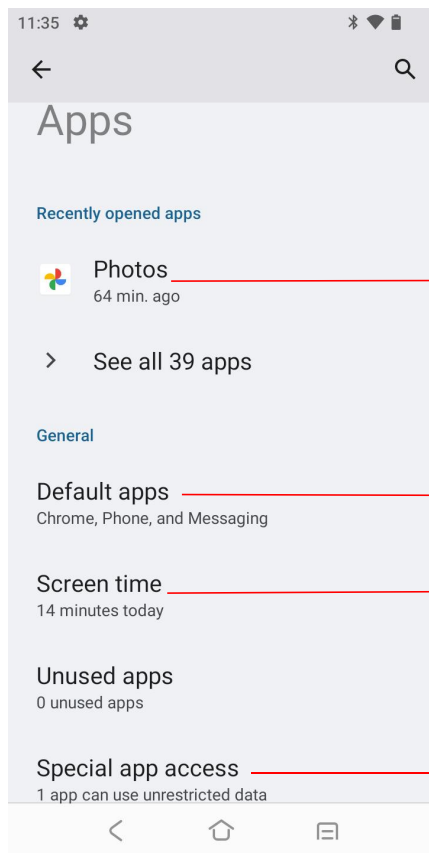 11:35
Apps
Recently opened apps
Photos
64 min. ago
See all 39 apps
General
Default apps
Chrome, Phone, and Messaging
Screen time
14 minutes today
Unused apps
0 unused apps
Special app access
1 app can use unrestricted data